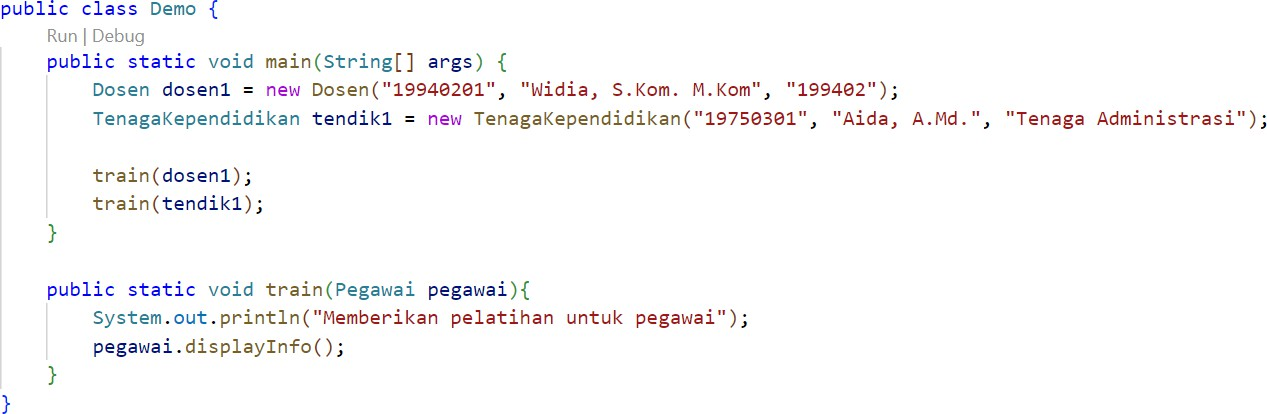 public class Demo {
Run | Debug
public static void main(String[] args) {
Dosen dosen1 = new Dosen("19940201", "Widia, S.Kom. M.Kom", "199402");
TenagaKependidikan tendik1 = new TenagaKependidikan("19750301", "Aida, A.Md.", "Tenaga Administrasi");
train(dosen1);
train(tendik1);
}
public static void train(Pegawai pegawai){
System.out.println("Memberikan pelatihan untuk pegawai");
pegawai.displayInfo();
}
}